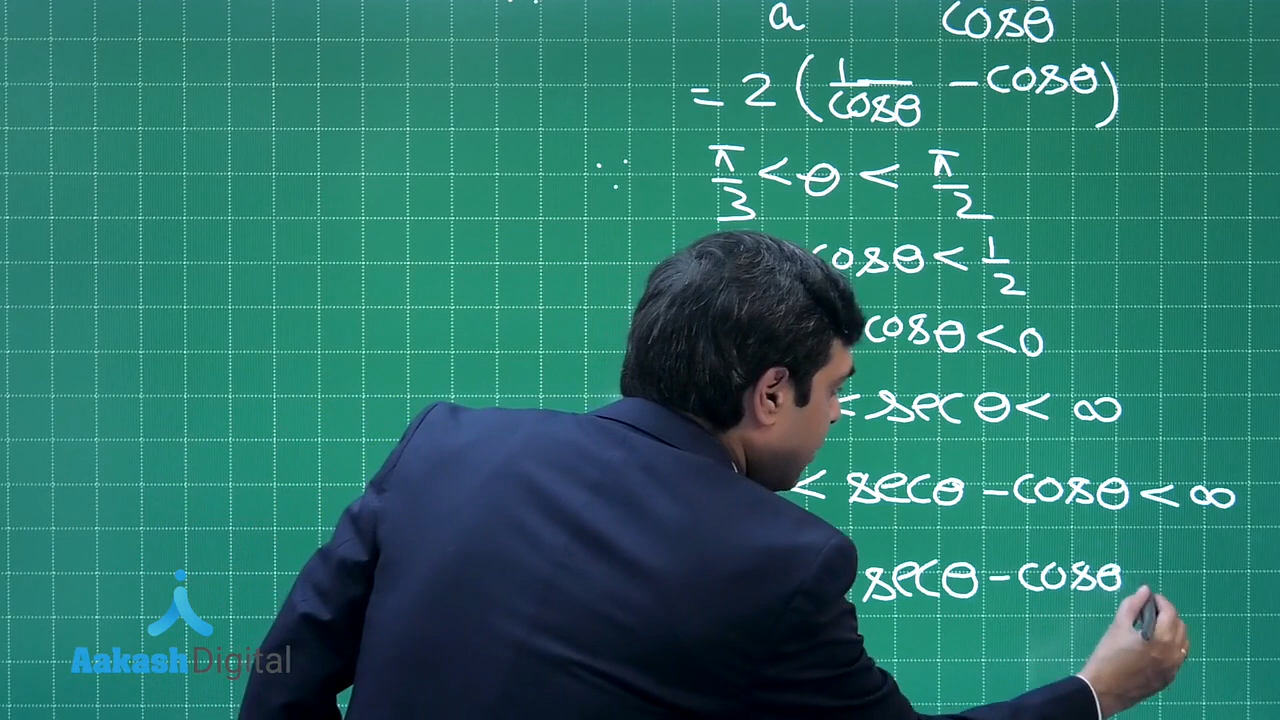 a cosθ
= 2 (1/cosθ - cosθ)
∵ π/3 < θ < π/2
cosθ < 1/2
cosθ < 0
< secθ < ∞
< secθ - cosθ < ∞
secθ - cosθ
Aakash Digital